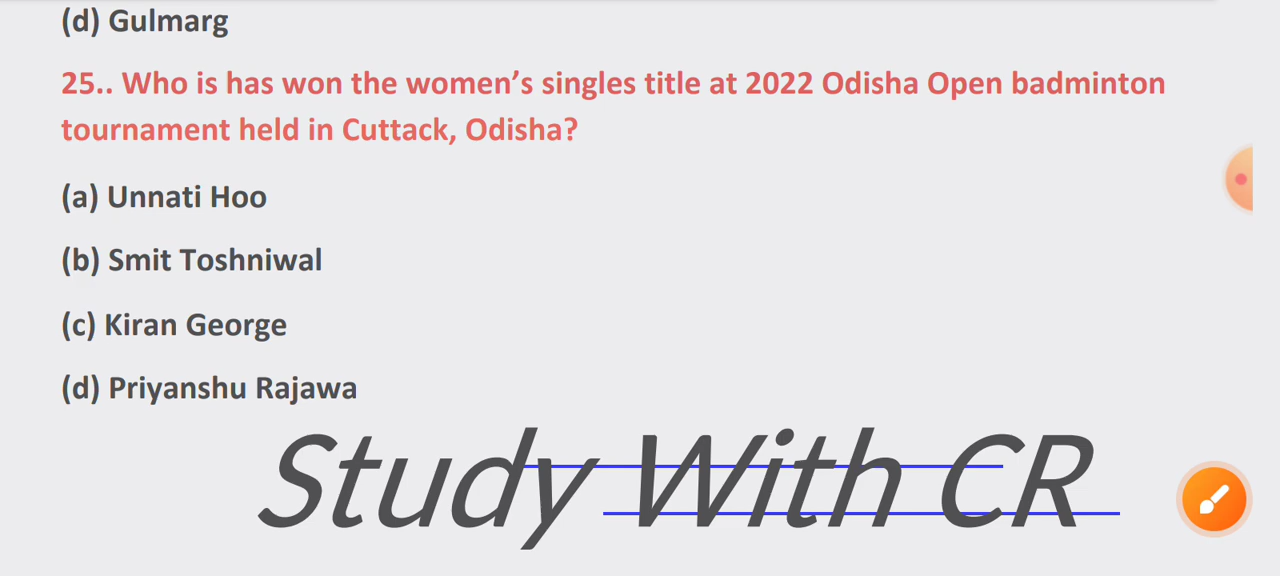 (d) Gulmarg
25.. Who is has won the women’s singles title at 2022 Odisha Open badminton
tournament held in Cuttack, Odisha?
(a) Unnati Hoo
(b) Smit Toshniwal
(c) Kiran George
(d) Priyanshu Rajawa
Study With CR